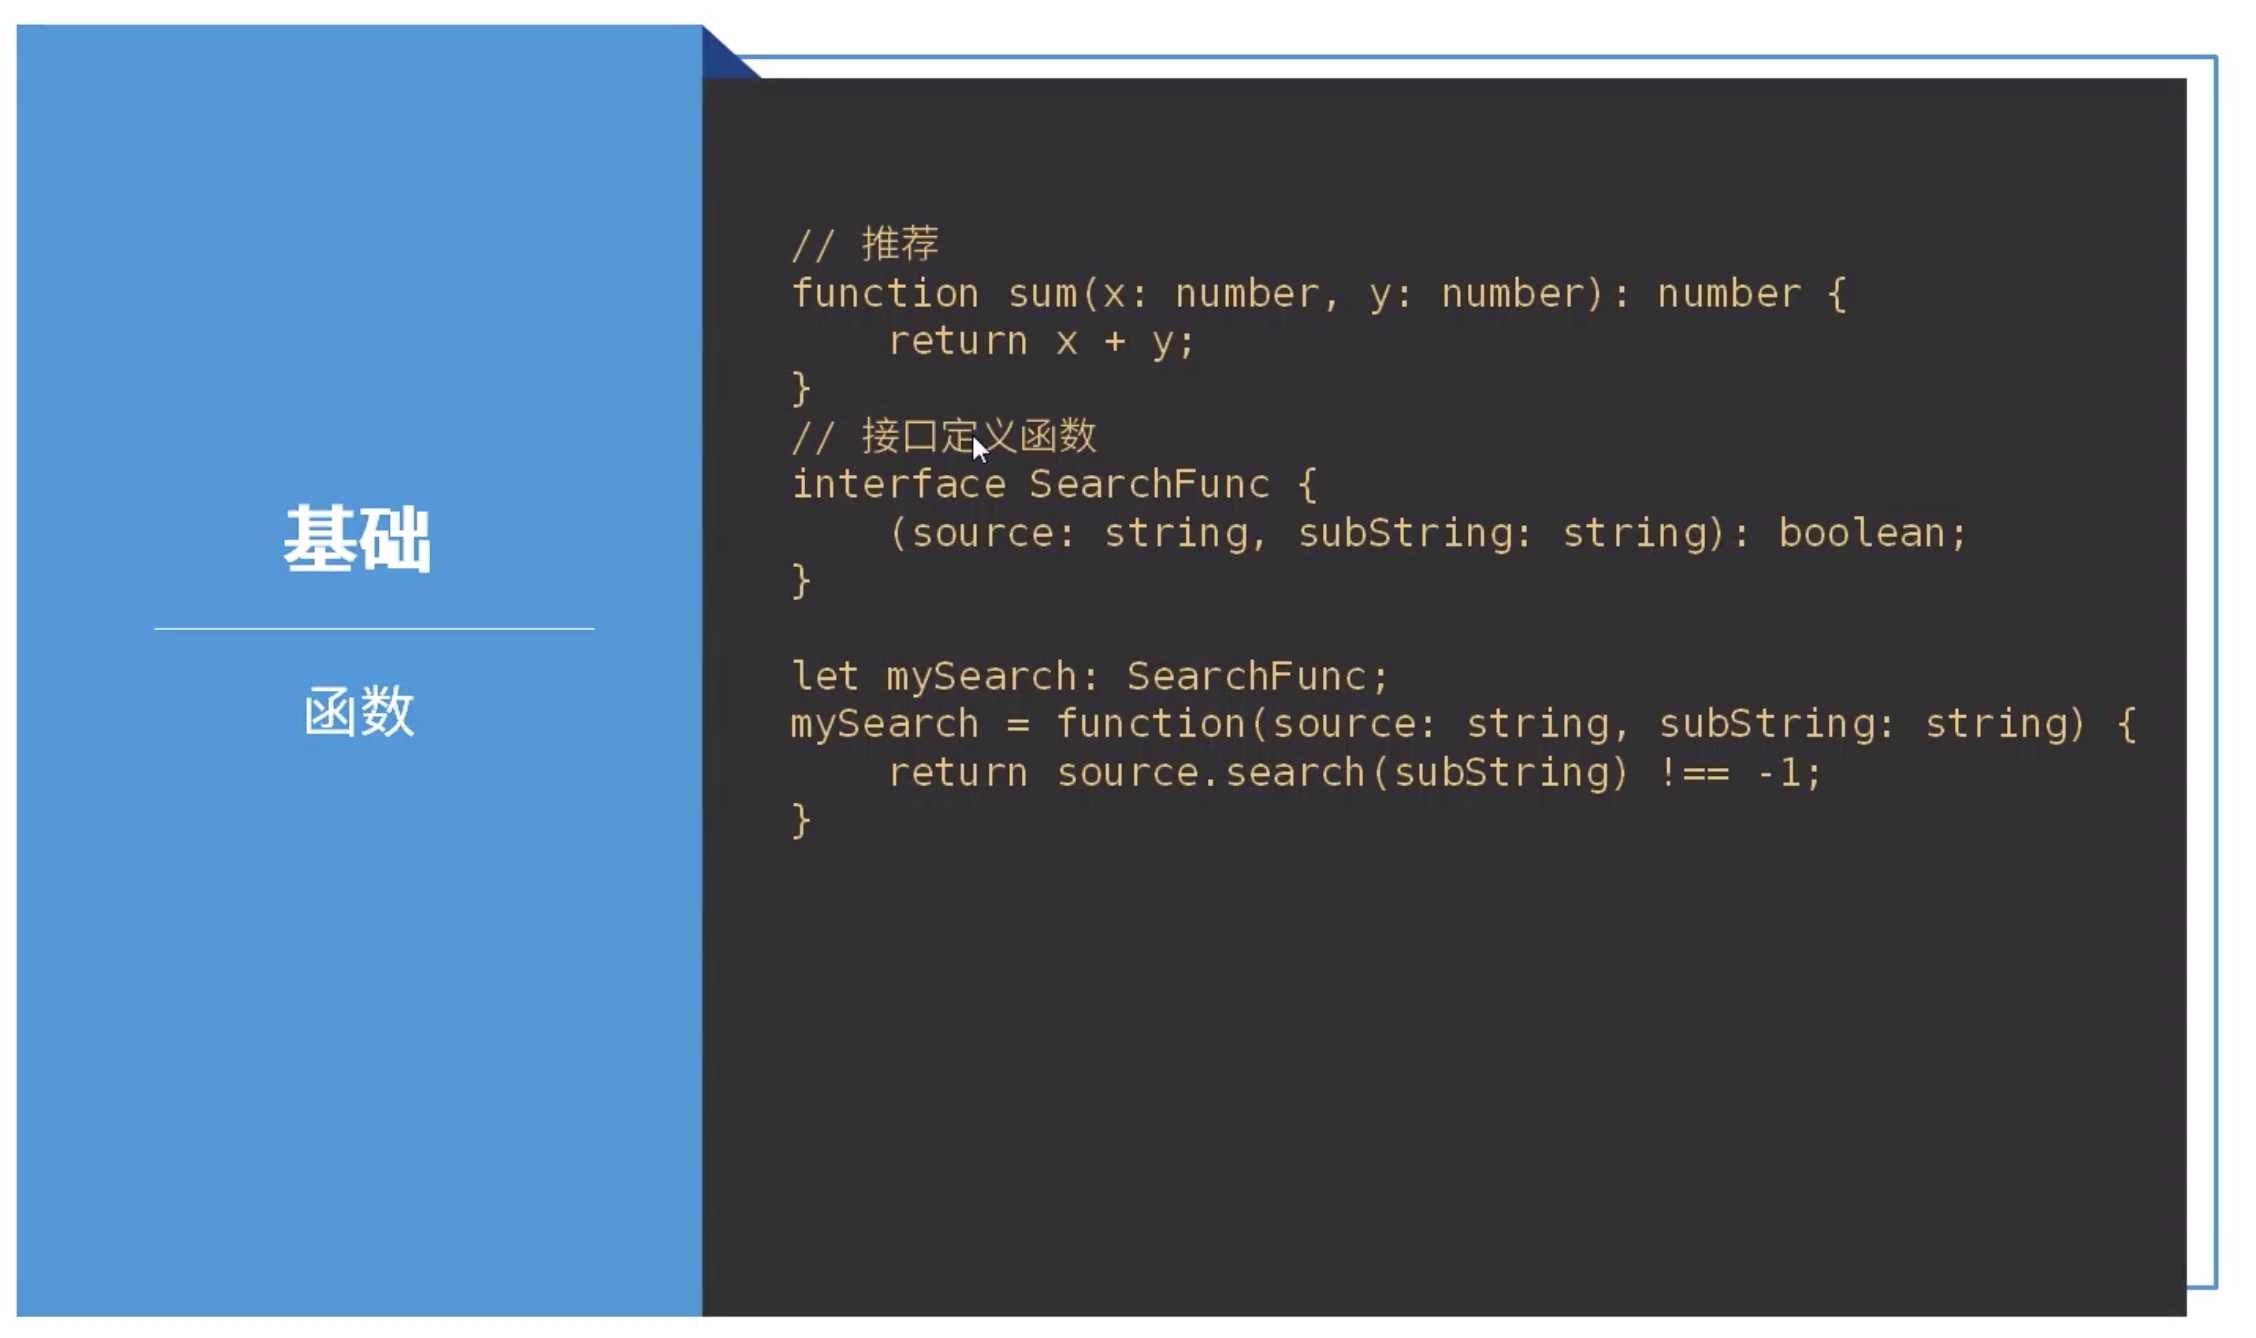 基础
函数
// 推荐
function sum(x: number, y: number): number {
    return x + y;
}
// 接口定义函数
interface SearchFunc {
    (source: string, subString: string): boolean;
}
let mySearch: SearchFunc;
mySearch = function(source: string, subString: string) {
    return source.search(subString) !== -1;
}